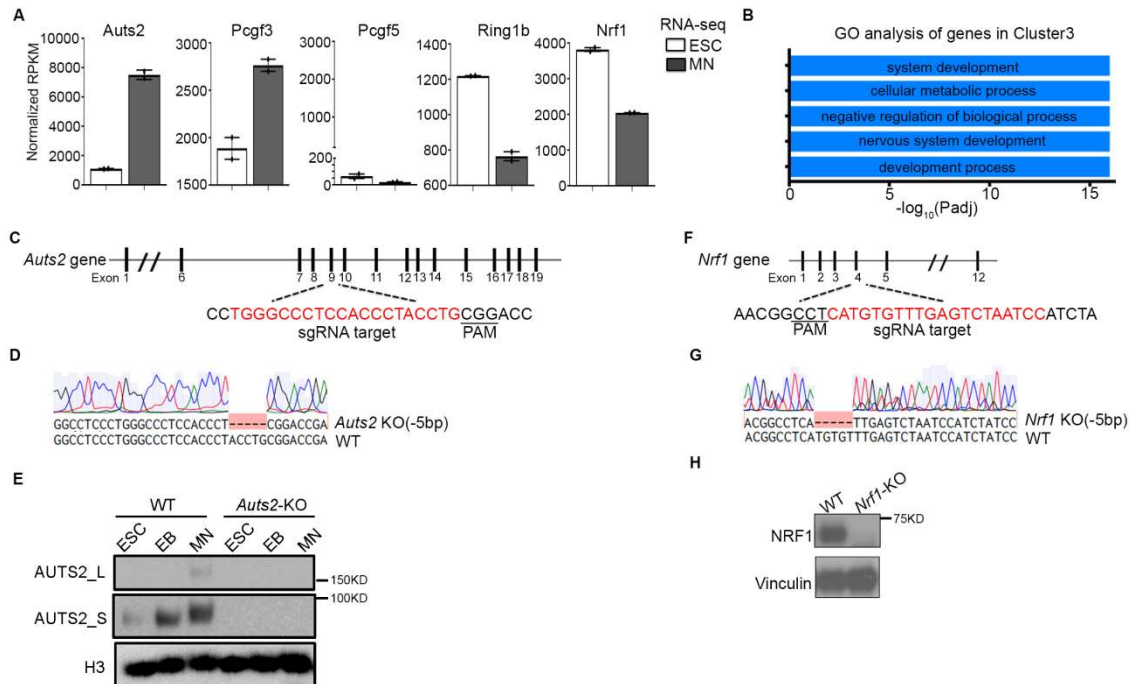 A
Auts2
Pcgf3
Pcgf5
Ring1b
Nrf1
RNA-seq
ESC
MN
Normalized RPKM
10000
8000
6000
4000
2000
0
3000
2500
2000
1500
3000
2500
2000
1500
1000
200
0
1400
1200
1000
800
600
4000
3000
2000
1000
0
B
GO analysis of genes in Cluster3
system development
cellular metabolic process
negative regulation of biological process
nervous system development
development process
0 5 10 15
-log10(Padj)
C
Auts2 gene
Exon 1 6 7 8 9 10 11 12 13 14 15 16 17 18 19
CCTGGGCCCTCCACCCTACCTGCGGACC
sgRNA target PAM
D
GGCCTCCCTGGGCCCTCCACCCT-----CGGACCGA Auts2 KO(-5bp)
GGCCTCCCTGGGCCCTCCACCCTACCTGCGGACCGA WT
E
WT Auts2-KO
ESC EB MN ESC EB MN
AUTS2_L
150KD
100KD
AUTS2_S
H3
F
Nrf1 gene
Exon 1 2 3 4 5 12
AACGGCCTCATGTGTTTGAGTCTAATCCATCTA
PAM sgRNA target
G
ACGGCCTCA-----TTGAGTCTAATCCATCTATCC Nrf1 KO(-5bp)
ACGGCCTCATGTGTTTGAGTCTAATCCATCTATCC WT
H
WT Nrf1-KO
75KD
NRF1
Vinculin